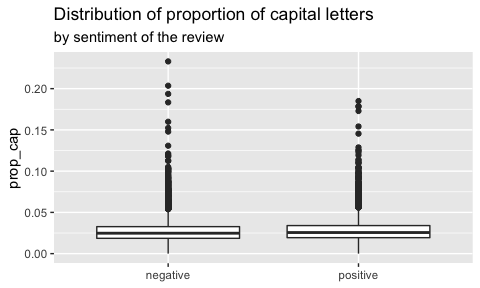 Distribution of proportion of capital letters
by sentiment of the review
prop_cap
0.20
0.15
0.10
0.05
0.00
negative positive